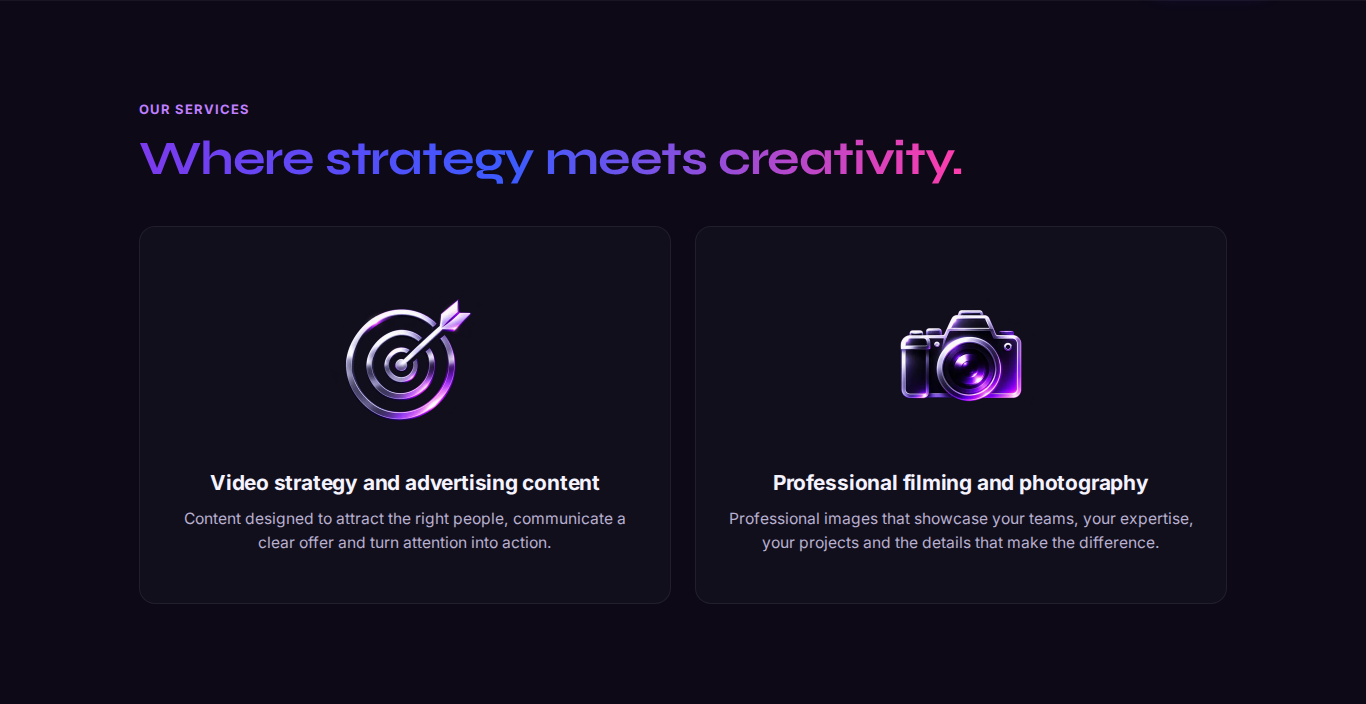 OUR SERVICES
Where strategy meets creativity.
Video strategy and advertising content
Content designed to attract the right people, communicate a
clear offer and turn attention into action.
Professional filming and photography
Professional images that showcase your teams, your expertise,
your projects and the details that make the difference.